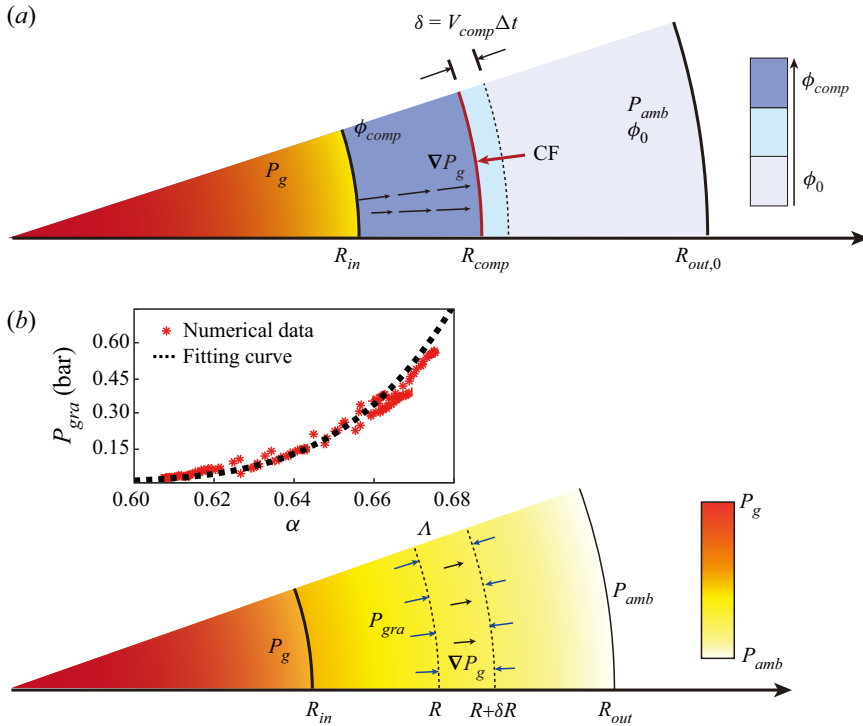 (a)
δ = V_comp Δt
P_g
ϕ_comp
∇P_g
CF
P_amb
ϕ_0
ϕ_comp
ϕ_0
R_in
R_comp
R_out,0
(b)
0.60
0.45
0.30
0.15
P_gra (bar)
Numerical data
Fitting curve
0.60 0.62 0.64 0.66 0.68
α
Λ
P_g
P_gra
∇P_g
P_amb
P_g
P_amb
R_in
R
R+δR
R_out